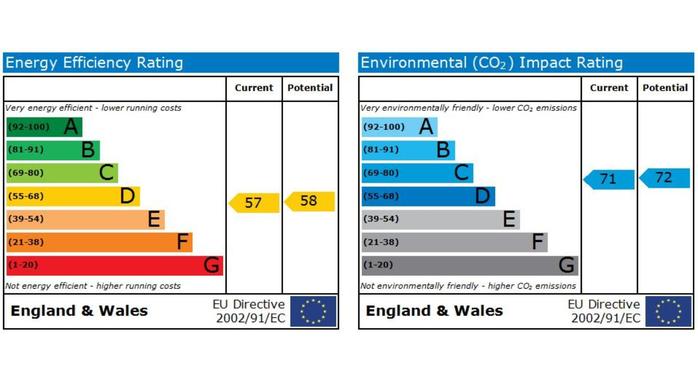 Energy Efficiency Rating
Current Potential
Very energy efficient - lower running costs
(92-100) A
(81-91) B
(69-80) C
(55-68) D
57 58
(39-54) E
(21-38) F
(1-20) G
Not energy efficient - higher running costs
England & Wales
EU Directive
2002/91/EC
Environmental (CO₂) Impact Rating
Current Potential
Very environmentally friendly - lower CO₂ emissions
(92-100) A
(81-91) B
(69-80) C
71 72
(55-68) D
(39-54) E
(21-38) F
(1-20) G
Not environmentally friendly - higher CO₂ emissions
England & Wales
EU Directive
2002/91/EC